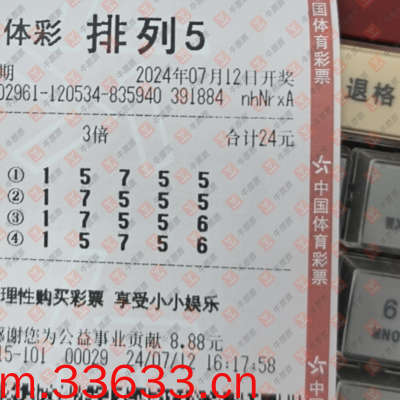 体彩 排列5
期 2024年07月12日开奖
02961-120534-835940 391884 nhNrxA
3倍 合计24元
① 1 5 7 5 5
② 1 7 5 5 5
③ 1 7 5 5 6
④ 1 5 7 5 6
理性购买彩票 享受小小娱乐
感谢您为公益事业贡献 8.88元
15-101 00029 24/07/12 16:17:58
m.33633.cn
中国体育彩票
中国体育彩票
退格
6